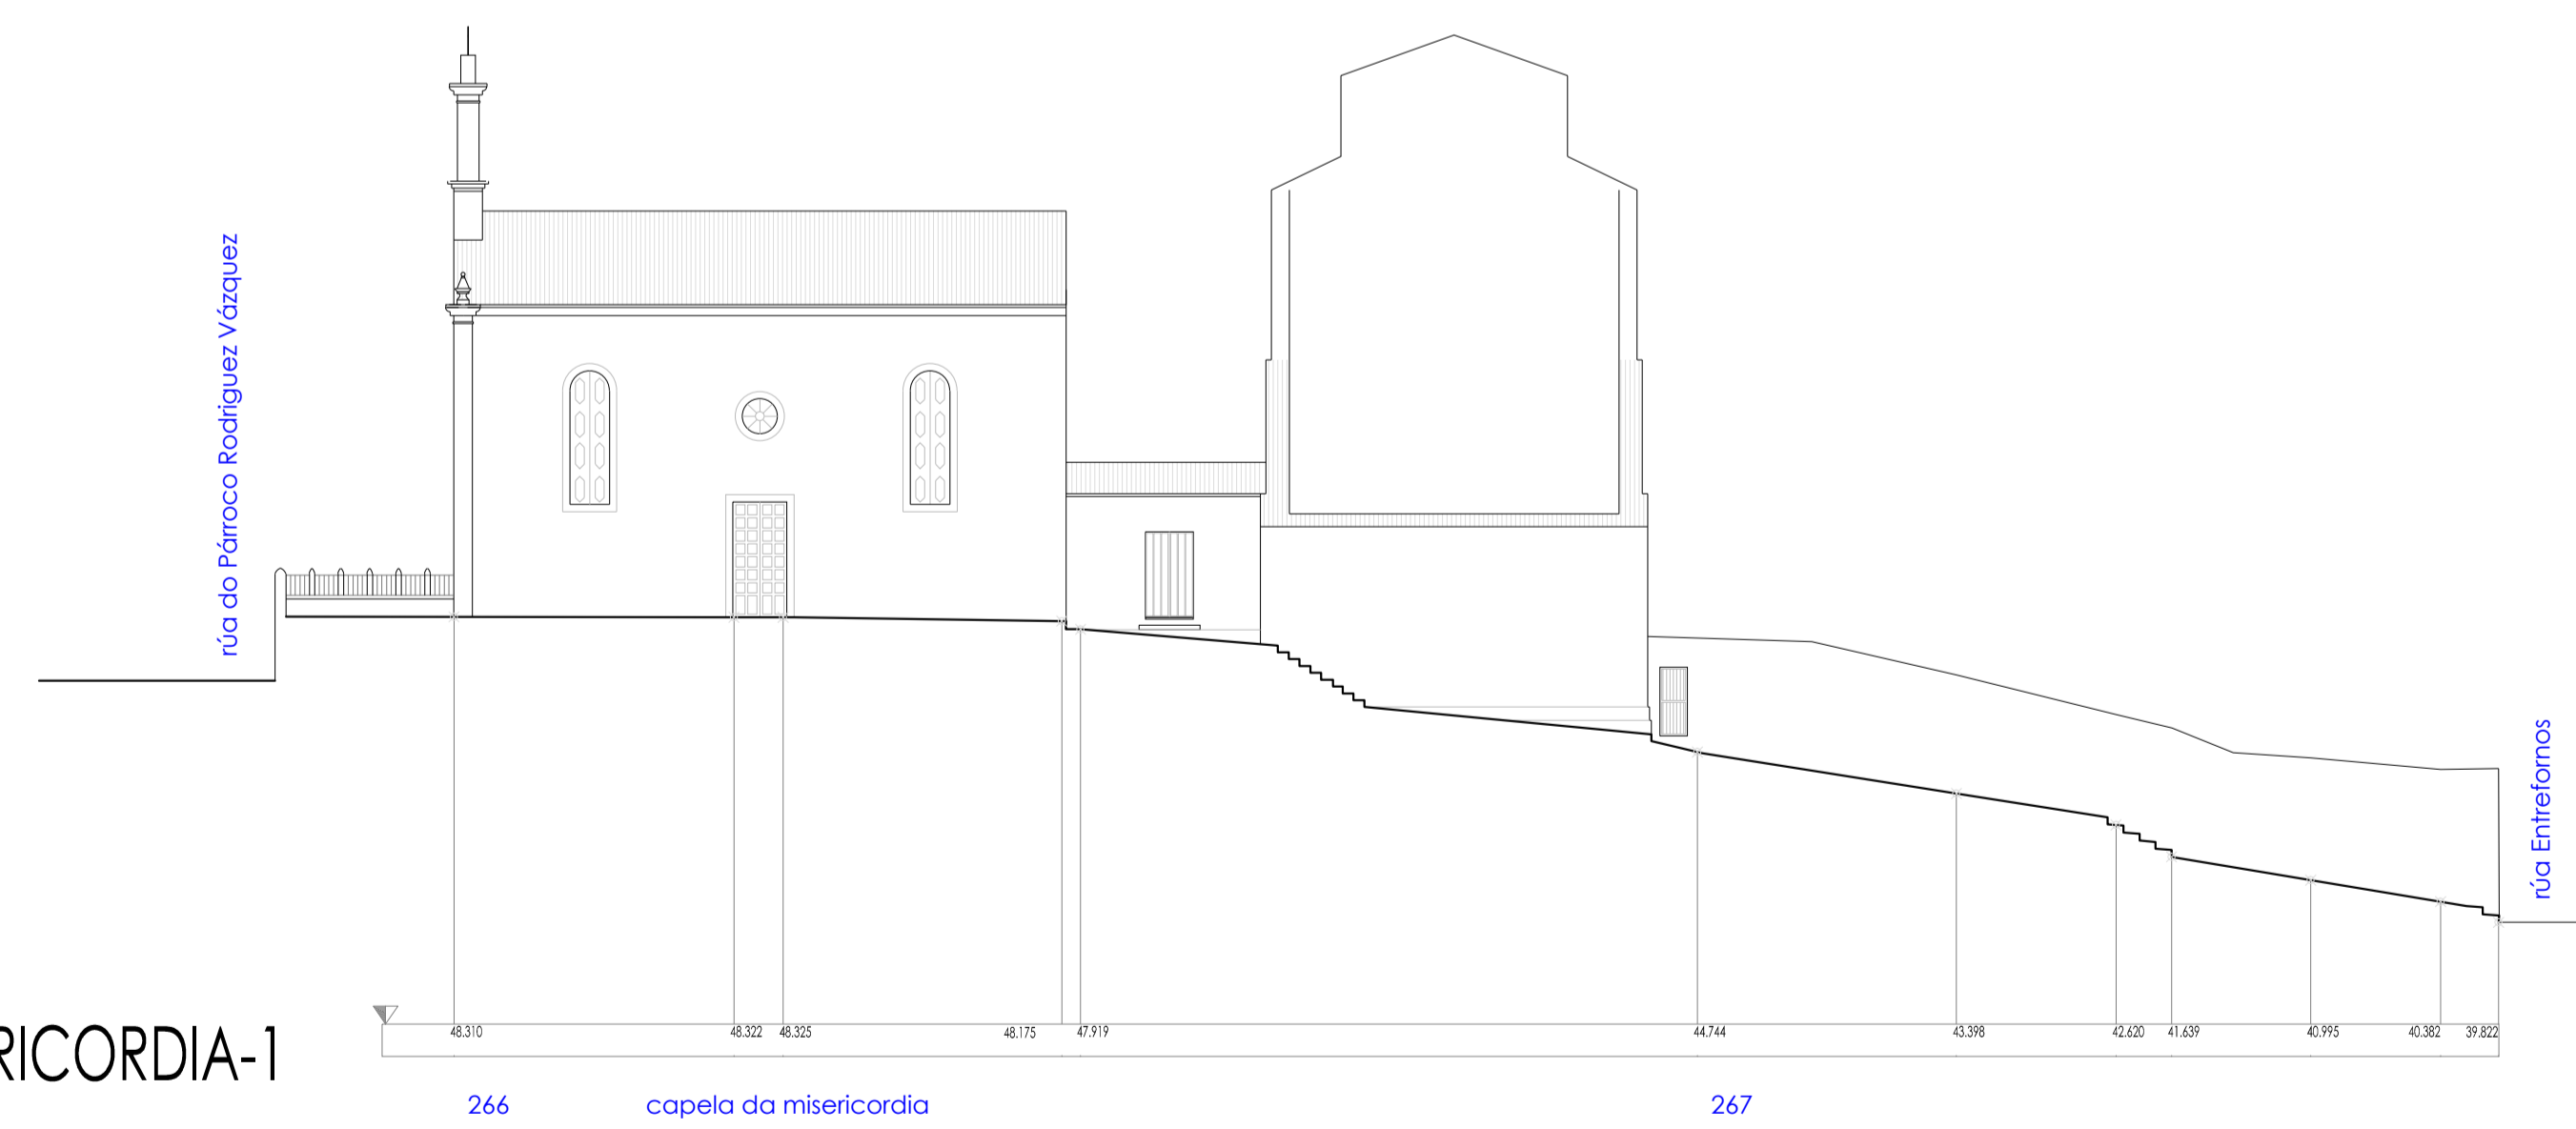 rúa do Párroco Rodriguez Vázquez
rúa Entrefornos
RICORDIA-1
48.310 48.322 48.325 48.175 47.919 44.744 43.398 42.620 41.639 40.995 40.382 39.822
266 capela da misericordia 267